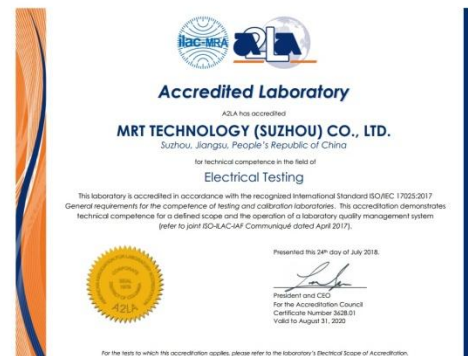 ilac-MRA
A2LA
Accredited Laboratory
A2LA has accredited
MRT TECHNOLOGY (SUZHOU) CO., LTD.
Suzhou, Jiangsu, People's Republic of China
for technical competence in the field of
Electrical Testing
This laboratory is accredited in accordance with the recognized International Standard ISO/IEC 17025:2017
General requirements for the competence of testing and calibration laboratories. This accreditation demonstrates
technical competence for a defined scope and the operation of a laboratory quality management system
(refer to joint ISO-ILAC-IAF Communiqué dated April 2017).
Presented this 24th day of July 2018.
President and CEO
For the Accreditation Council
Certificate Number 3628.01
Valid to August 31, 2020
CORPORATE
SEAL
1978
A2LA
For the tests to which this accreditation applies, please refer to the laboratory's Electrical Scope of Accreditation.